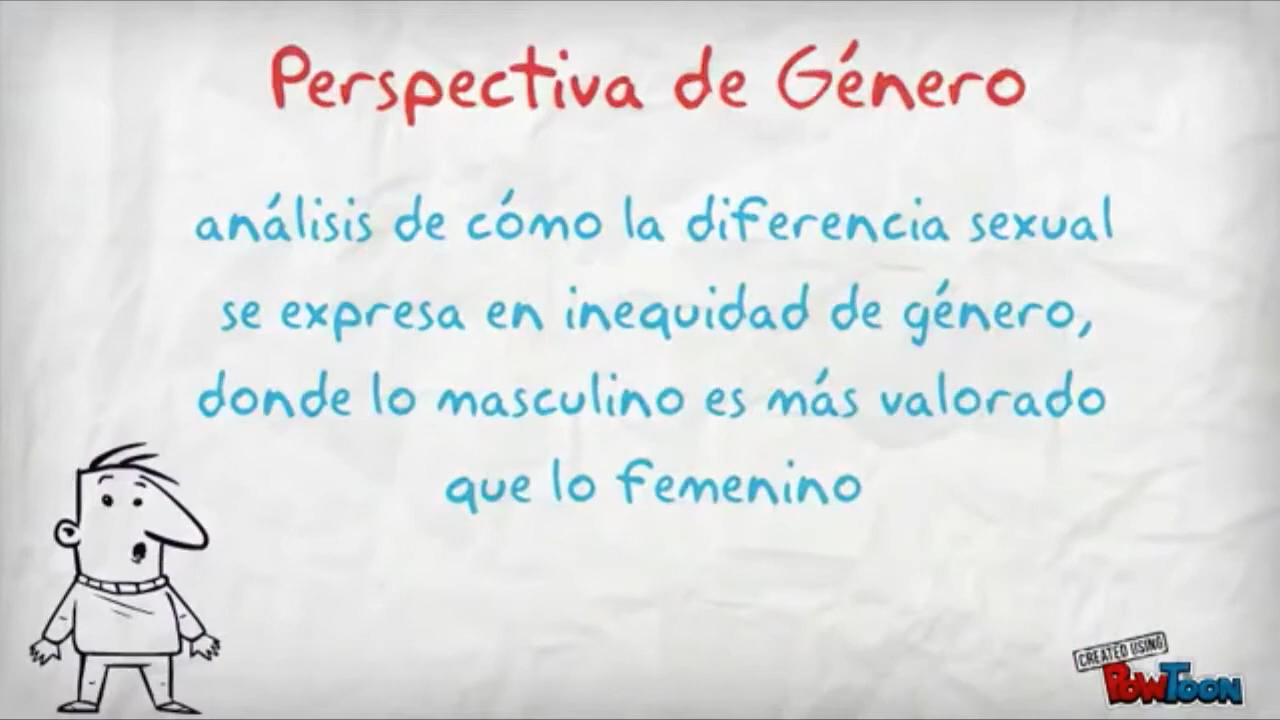 Perspectiva de Género
análisis de cómo la diferencia sexual
se expresa en inequidad de género,
donde lo masculino es más valorado
que lo femenino
CREATED USING
POWTOON